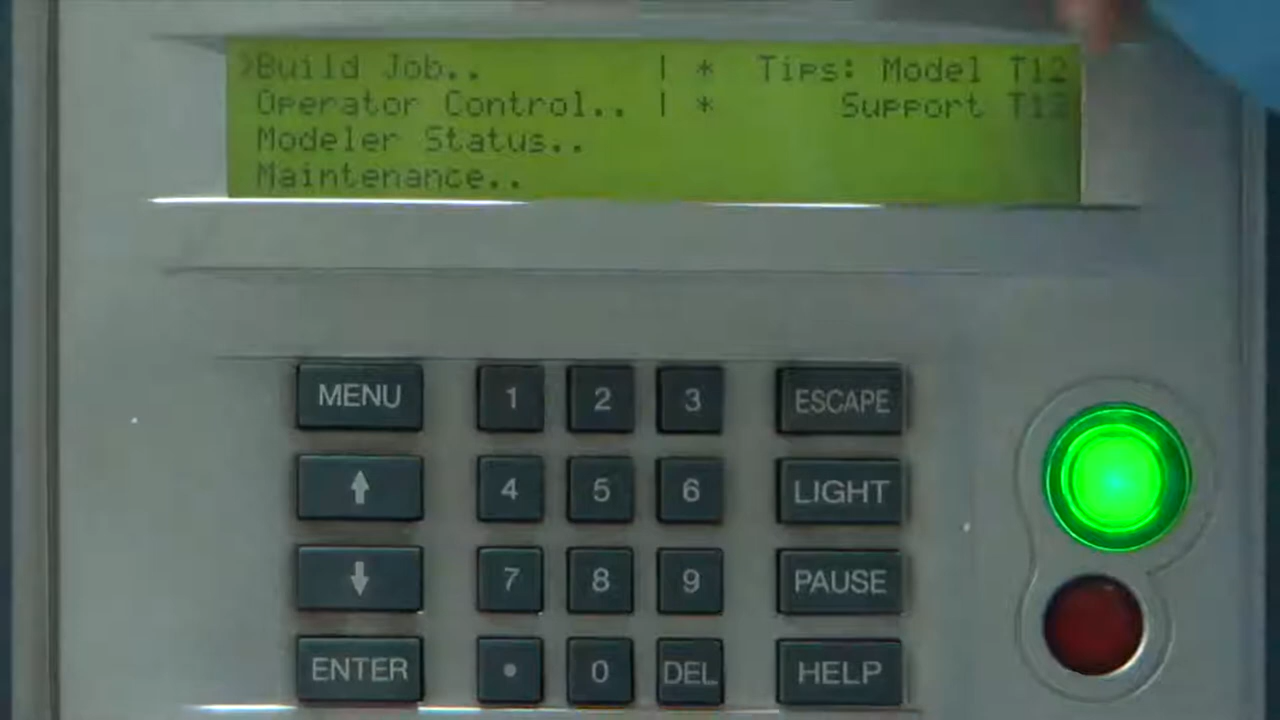 >Build Job.. | * Tips: Model T12
Operator Control.. | * Support T13
Modeler Status..
Maintenance..
MENU 1 2 3 ESCAPE
↑ 4 5 6 LIGHT
↓ 7 8 9 PAUSE
ENTER • 0 DEL HELP